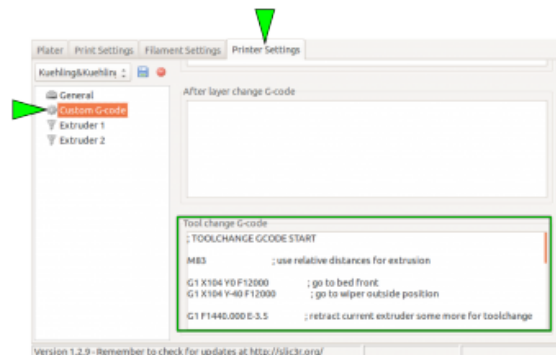 Plater Print Settings Filament Settings Printer Settings
Kuehling&Kuehling
General
Custom G-code
Extruder 1
Extruder 2
After layer change G-code
Tool change G-code
; TOOLCHANGE GCODE START
M83 ; use relative distances for extrusion
G1 X104 Y0 F12000 ; go to bed front
G1 X104 Y-40 F12000 ; go to wiper outside position
G1 F1440.000 E-3.5 ; retract current extruder some more for toolchange
Version 1.2.9 - Remember to check for updates at http://slic3r.org/